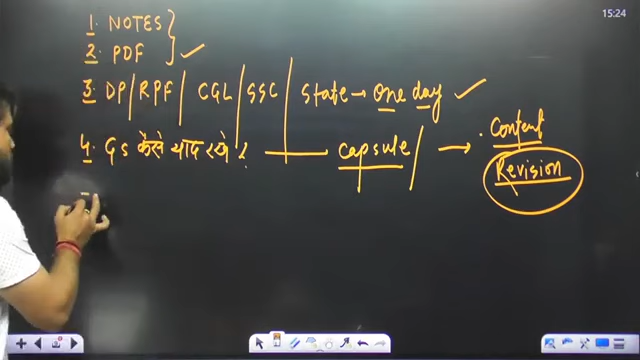 15:24
1. NOTES
2. PDF
3. DP/RPF/ CGL/SSC/ State → One day
4. GS कैसे याद रखे ? — capsule/ → Content
Revision